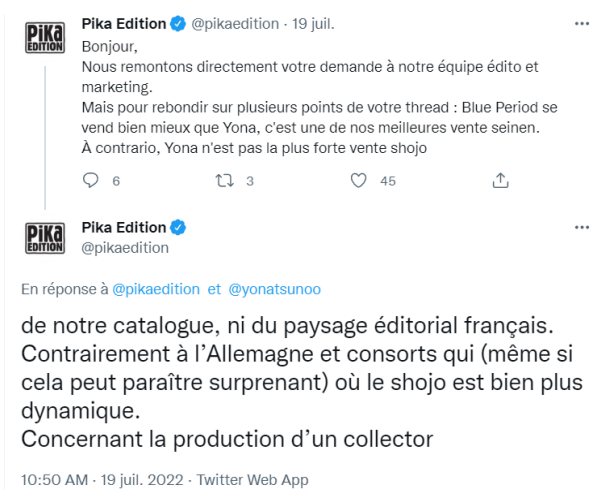 PiKa EDITION
Pika Edition @pikaedition · 19 juil.
Bonjour,
Nous remontons directement votre demande à notre équipe édito et
marketing.
Mais pour rebondir sur plusieurs points de votre thread : Blue Period se
vend bien mieux que Yona, c'est une de nos meilleures vente seinen.
À contrario, Yona n'est pas la plus forte vente shojo
6 3 45
PiKa EDITION
Pika Edition
@pikaedition
En réponse à @pikaedition et @yonatsunoo
de notre catalogue, ni du paysage éditorial français.
Contrairement à l'Allemagne et consorts qui (même si
cela peut paraître surprenant) où le shojo est bien plus
dynamique.
Concernant la production d'un collector
10:50 AM · 19 juil. 2022 · Twitter Web App